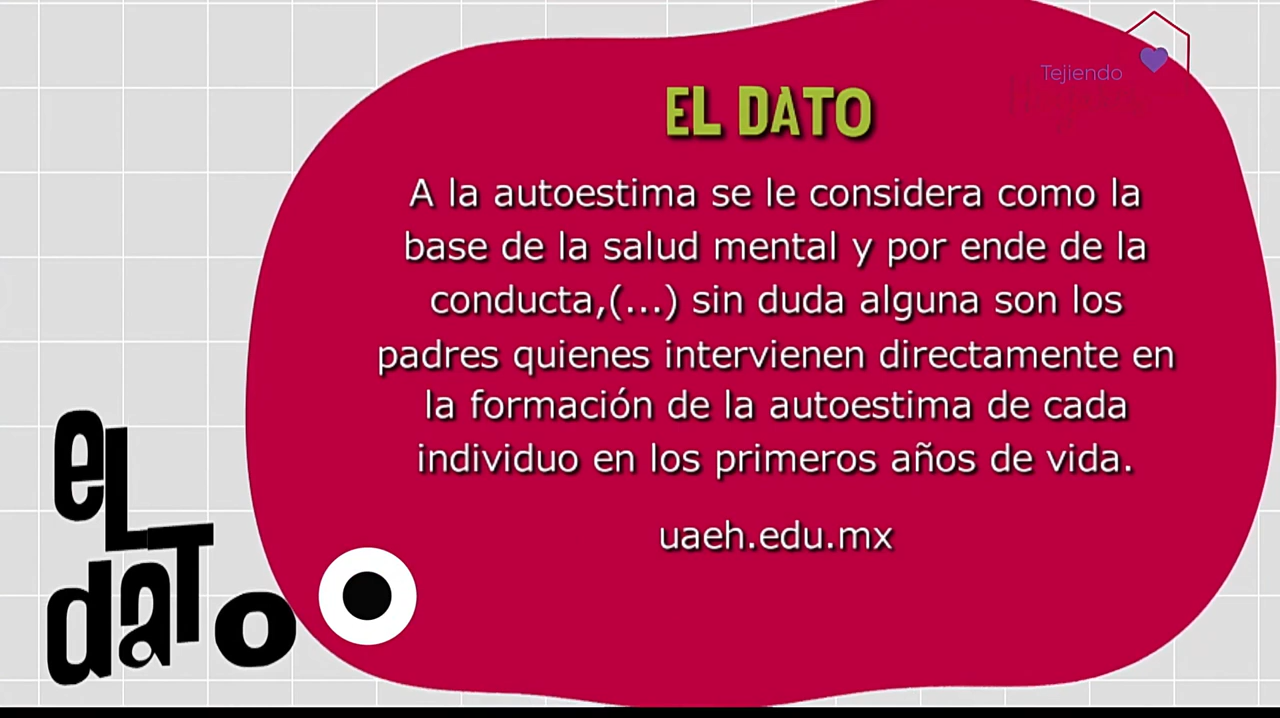 Tejiendo
EL DATO
A la autoestima se le considera como la
base de la salud mental y por ende de la
conducta,(...) sin duda alguna son los
padres quienes intervienen directamente en
la formación de la autoestima de cada
individuo en los primeros años de vida.
uaeh.edu.mx
eL
daTo